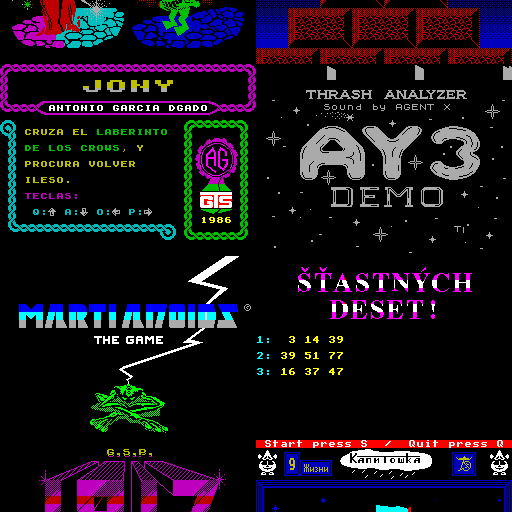 JONY
ANTONIO GARCIA DGADO
CRUZA EL LABERINTO
DE LOS CROWS, Y
PROCURA VOLVER
ILESO.
TECLAS:
Q:↑ A:↓ O:← P:→
AG
GTS
1986
THRASH ANALYZER
Sound by AGENT X
AY3
DEMO
MARTIANOIDS ©
THE GAME
ŠŤASTNÝCH
DESET!
1: 3 14 39
2: 39 51 77
3: 16 37 47
G,S,P,
1017
Start press S / Quit press Q
9 Жизни
Капитошка